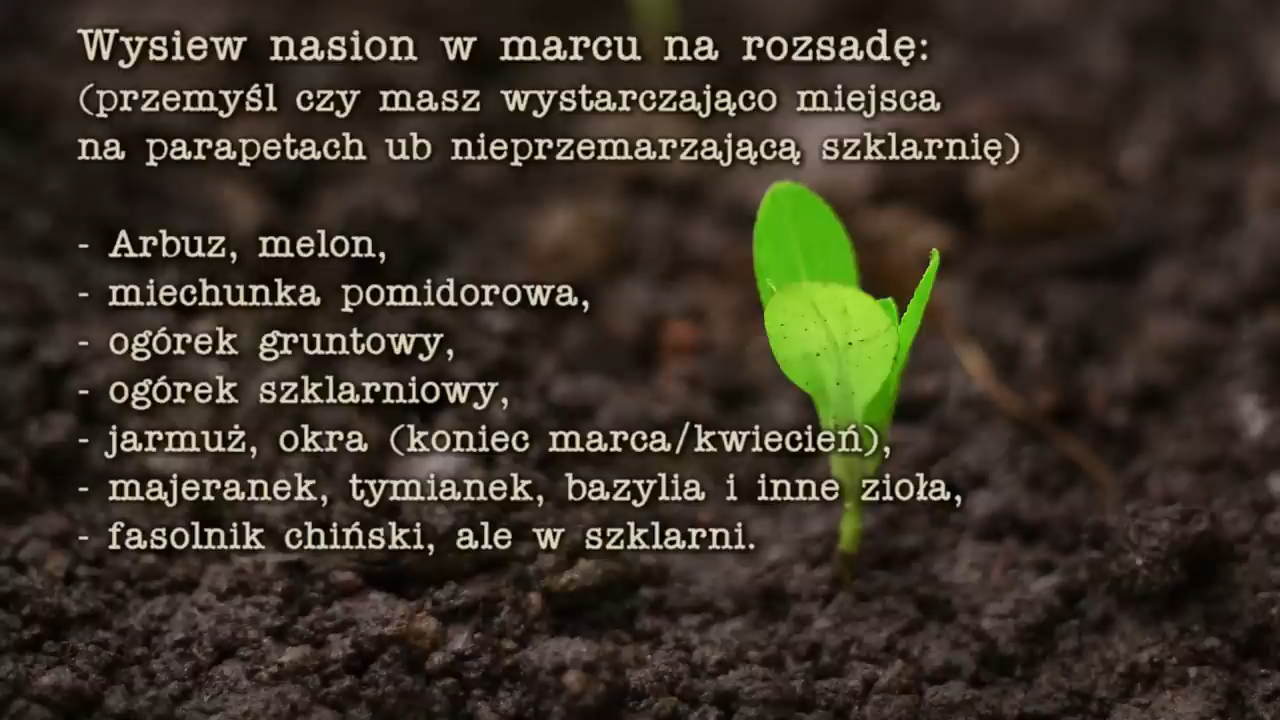 Wysiew nasion w marcu na rozsadę:
(przemyśl czy masz wystarczająco miejsca
na parapetach ub nieprzemarzającą szklarnię)
- Arbuz, melon,
- miechunka pomidorowa,
- ogórek gruntowy,
- ogórek szklarniowy,
- jarmuż, okra (koniec marca/kwiecień),
- majeranek, tymianek, bazylia i inne zioła,
- fasolnik chiński, ale w szklarni.